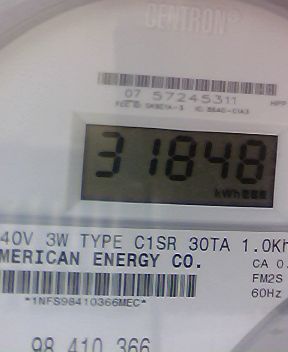 CENTRON®
07 57245311
HPP
31848
kWh
40V 3W TYPE C1SR 30TA 1.0Kh
MERICAN ENERGY CO.
CA 0.
FM2S
*1NFS98410366MEC*
60Hz
98 410 366